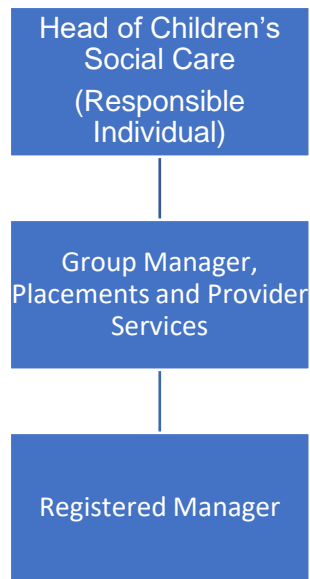 Head of Children’s
Social Care
(Responsible
Individual)
Group Manager,
Placements and Provider
Services
Registered Manager